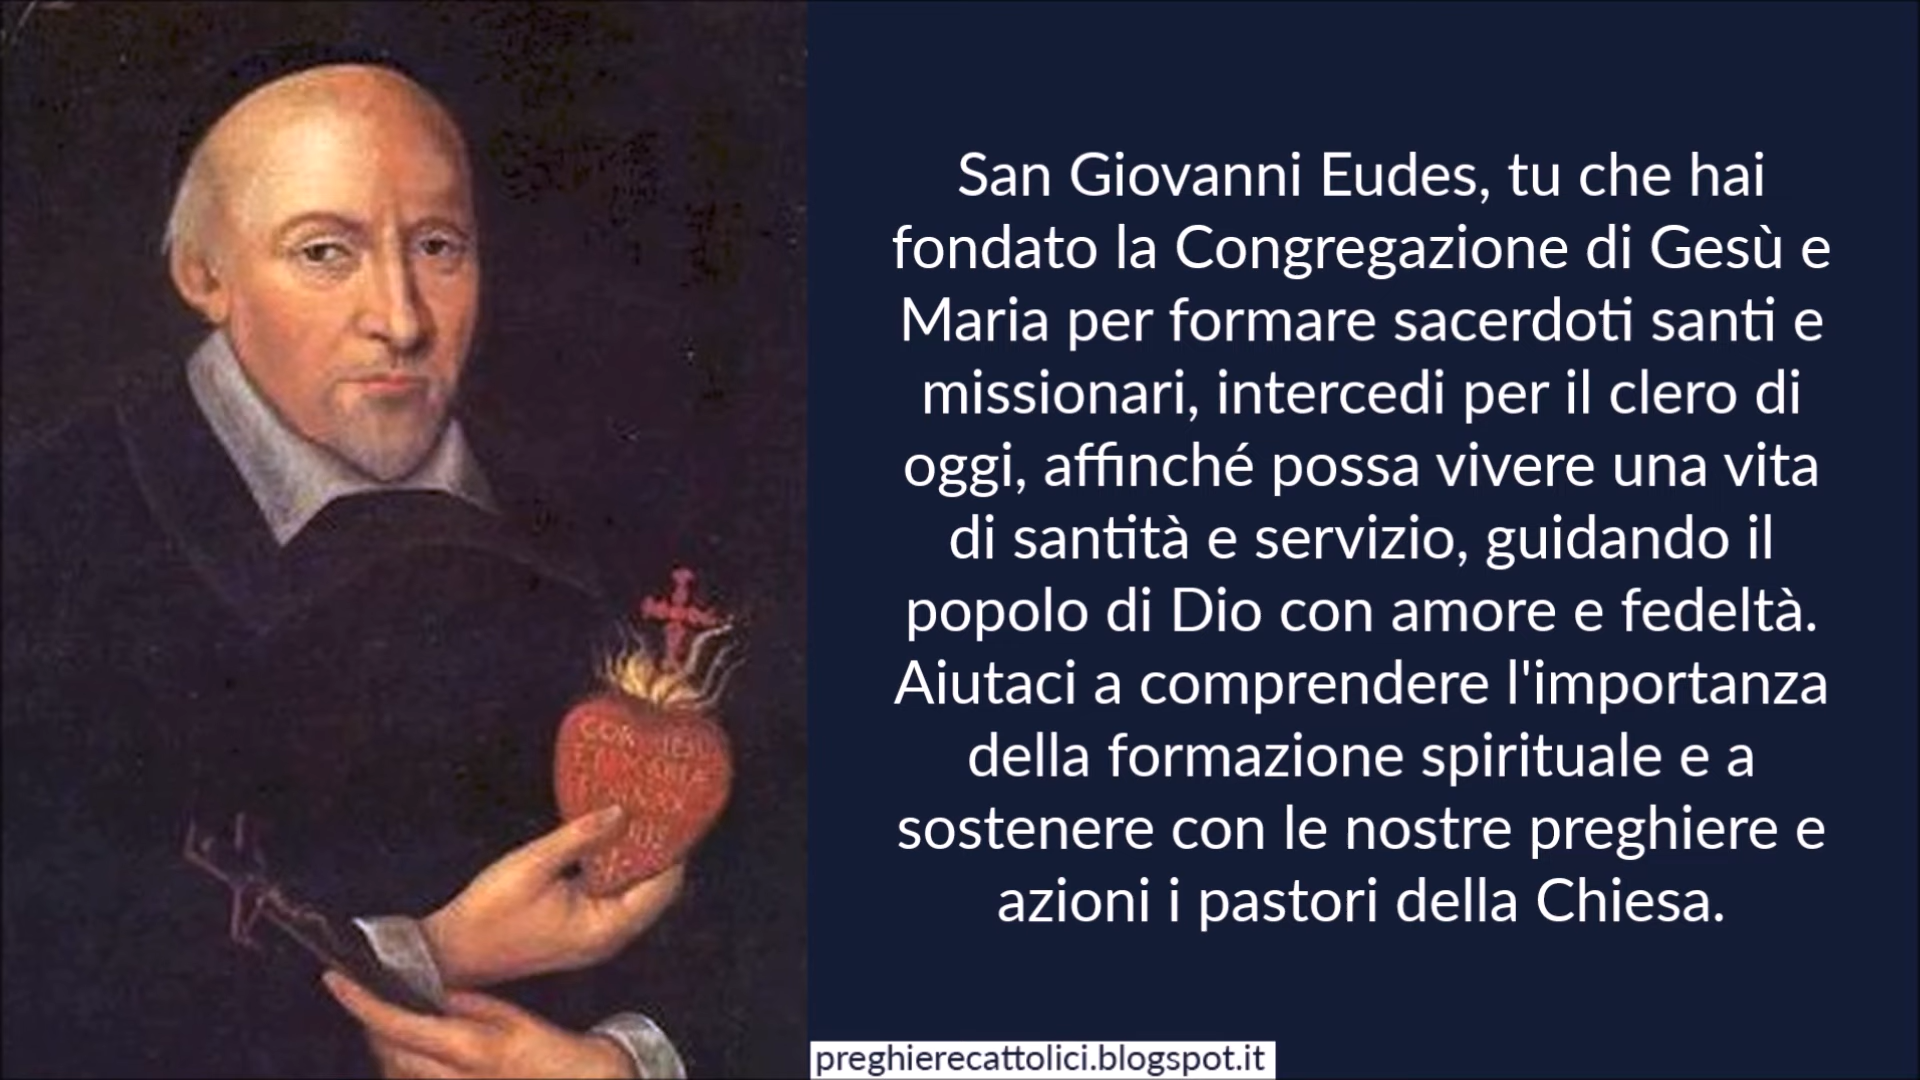 San Giovanni Eudes, tu che hai
fondato la Congregazione di Gesù e
Maria per formare sacerdoti santi e
missionari, intercedi per il clero di
oggi, affinché possa vivere una vita
di santità e servizio, guidando il
popolo di Dio con amore e fedeltà.
Aiutaci a comprendere l'importanza
della formazione spirituale e a
sostenere con le nostre preghiere e
azioni i pastori della Chiesa.
preghierecattolici.blogspot.it
COR